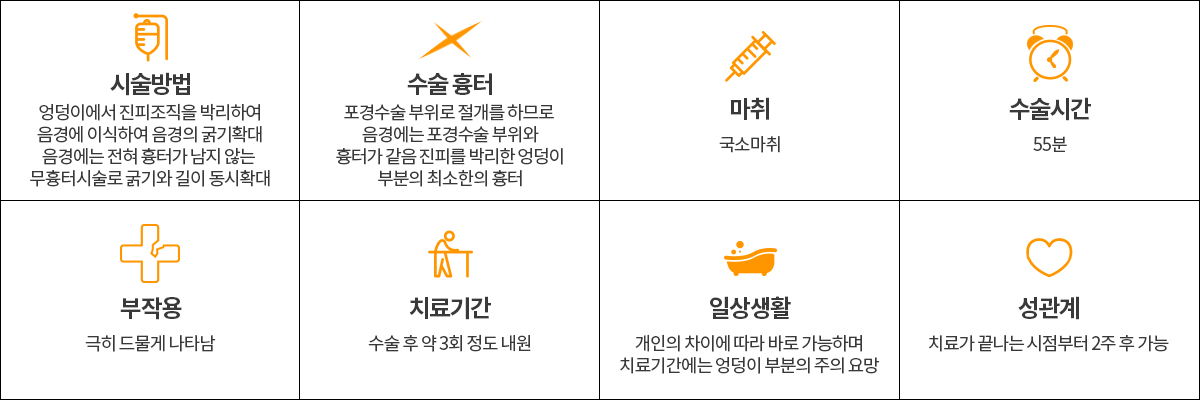 시술방법
엉덩이에서 진피조직을 박리하여
음경에 이식하여 음경의 굵기확대
음경에는 전혀 흉터가 남지 않는
무흉터시술로 굵기와 길이 동시확대
수술 흉터
포경수술 부위로 절개를 하므로
음경에는 포경수술 부위와
흉터가 같음 진피를 박리한 엉덩이
부분의 최소한의 흉터
마취
국소마취
수술시간
55분
부작용
극히 드물게 나타남
치료기간
수술 후 약 3회 정도 내원
일상생활
개인의 차이에 따라 바로 가능하며
치료기간에는 엉덩이 부분의 주의 요망
성관계
치료가 끝나는 시점부터 2주 후 가능